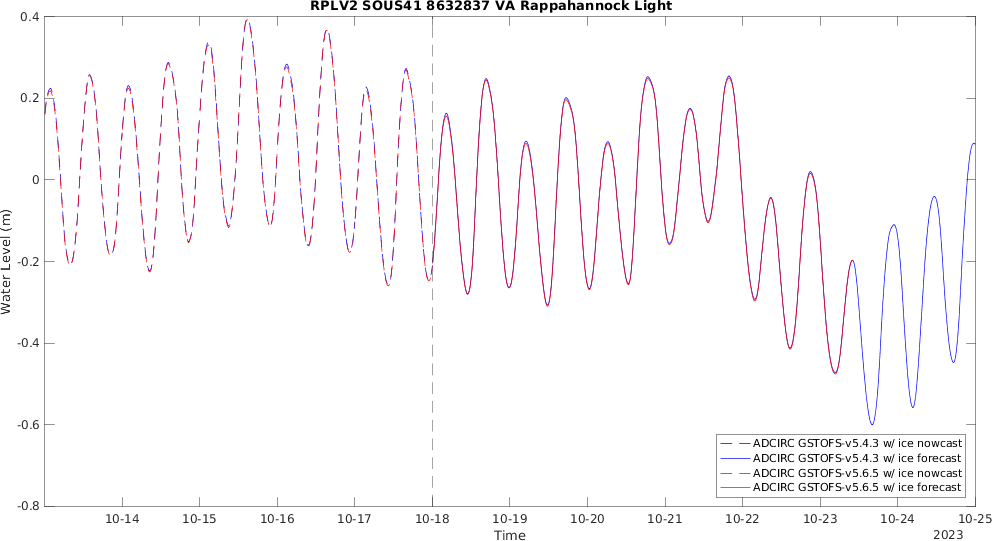 RPLV2 SOUS41 8632837 VA Rappahannock Light
0.4
0.2
0
-0.2
-0.4
-0.6
-0.8
Water Level (m)
10-14 10-15 10-16 10-17 10-18 10-19 10-20 10-21 10-22 10-23 10-24 10-25
Time
2023
ADCIRC GSTOFS-v5.4.3 w/ ice nowcast
ADCIRC GSTOFS-v5.4.3 w/ ice forecast
ADCIRC GSTOFS-v5.6.5 w/ ice nowcast
ADCIRC GSTOFS-v5.6.5 w/ ice forecast